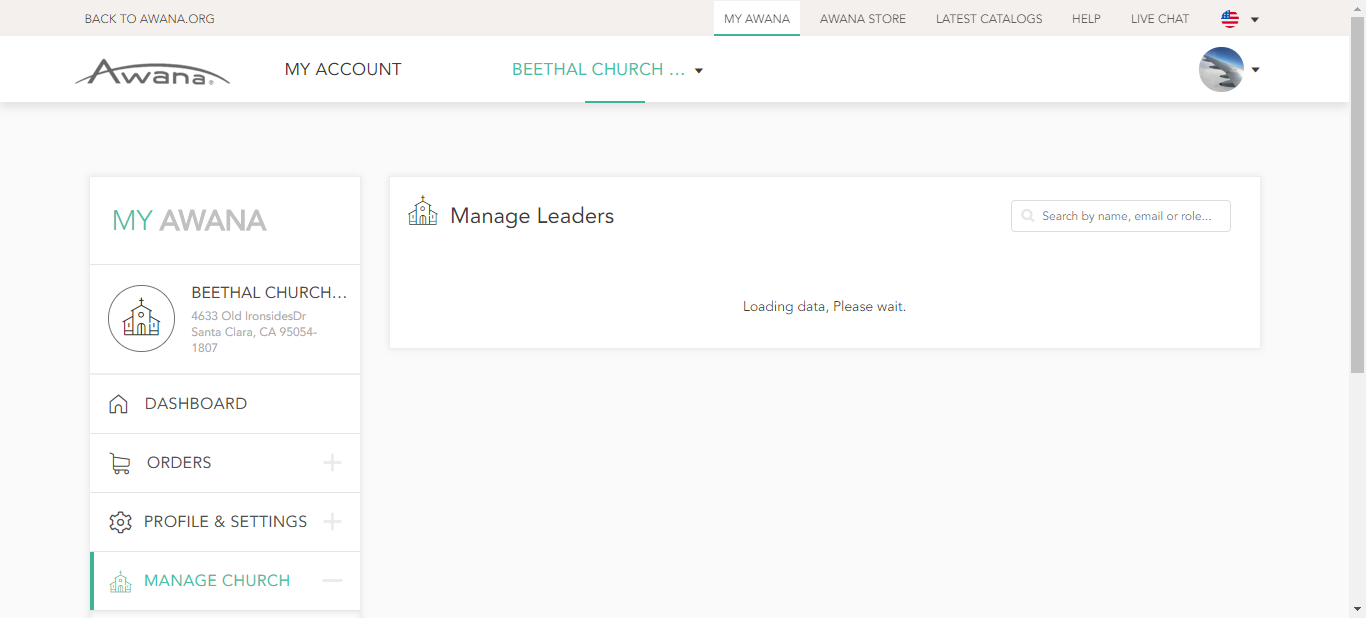 BACK TO AWANA.ORG
MY AWANA
AWANA STORE
LATEST CATALOGS
HELP
LIVE CHAT
Awana®
MY ACCOUNT
BEETHAL CHURCH ...
MY AWANA
BEETHAL CHURCH...
4633 Old IronsidesDr
Santa Clara, CA 95054-
1807
DASHBOARD
ORDERS
PROFILE & SETTINGS
MANAGE CHURCH
Manage Leaders
Search by name, email or role...
Loading data, Please wait.